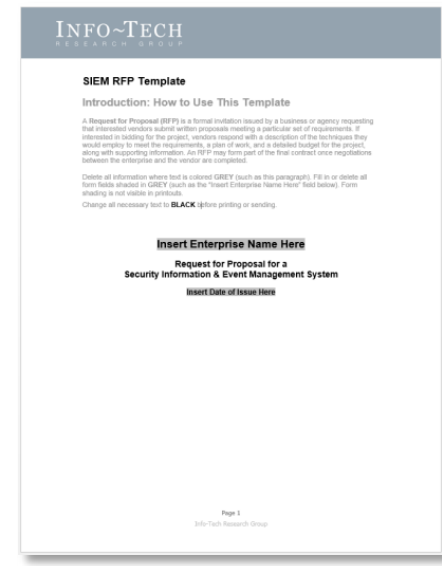 INFO~TECH
RESEARCH GROUP
SIEM RFP Template
Introduction: How to Use This Template
A Request for Proposal (RFP) is a formal invitation issued by a business or agency requesting
that interested vendors submit written proposals meeting a particular set of requirements. If
interested in bidding for the project, vendors respond with a description of the techniques they
would employ to meet the requirements, a plan of work, and a detailed budget for the project,
along with supporting information. An RFP may form part of the final contract once negotiations
between the enterprise and the vendor are completed.
Delete all information where text is colored GREY (such as this paragraph). Fill in or delete all
form fields shaded in GREY (such as the "Insert Enterprise Name Here" field below). Form
shading is not visible in printouts.
Change all necessary text to BLACK before printing or sending.
Insert Enterprise Name Here
Request for Proposal for a
Security Information & Event Management System
Insert Date of Issue Here
Page 1
Info-Tech Research Group